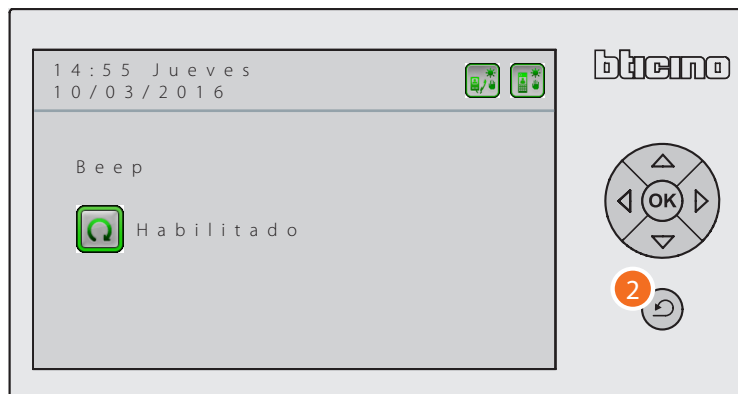 14:55 Jueves
10/03/2016
bticino
Beep
Habilitado
OK
2